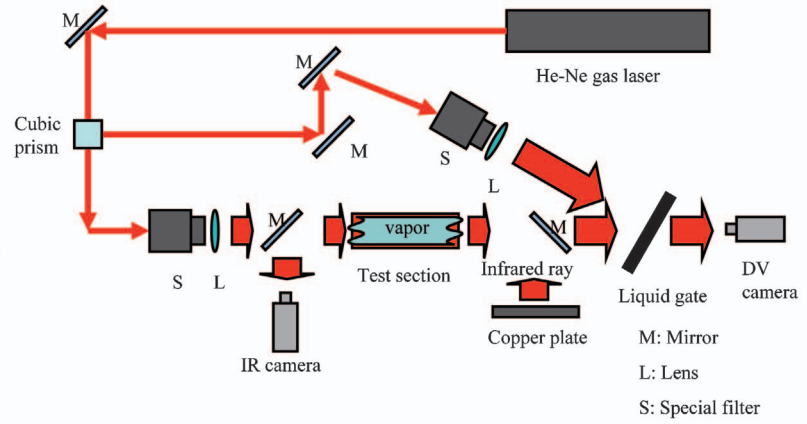 M
He-Ne gas laser
M
Cubic
prism
M
S
L
vapor
M
M
S
L
Test section
Infrared ray
Liquid gate
DV
camera
IR camera
Copper plate
M: Mirror
L: Lens
S: Special filter